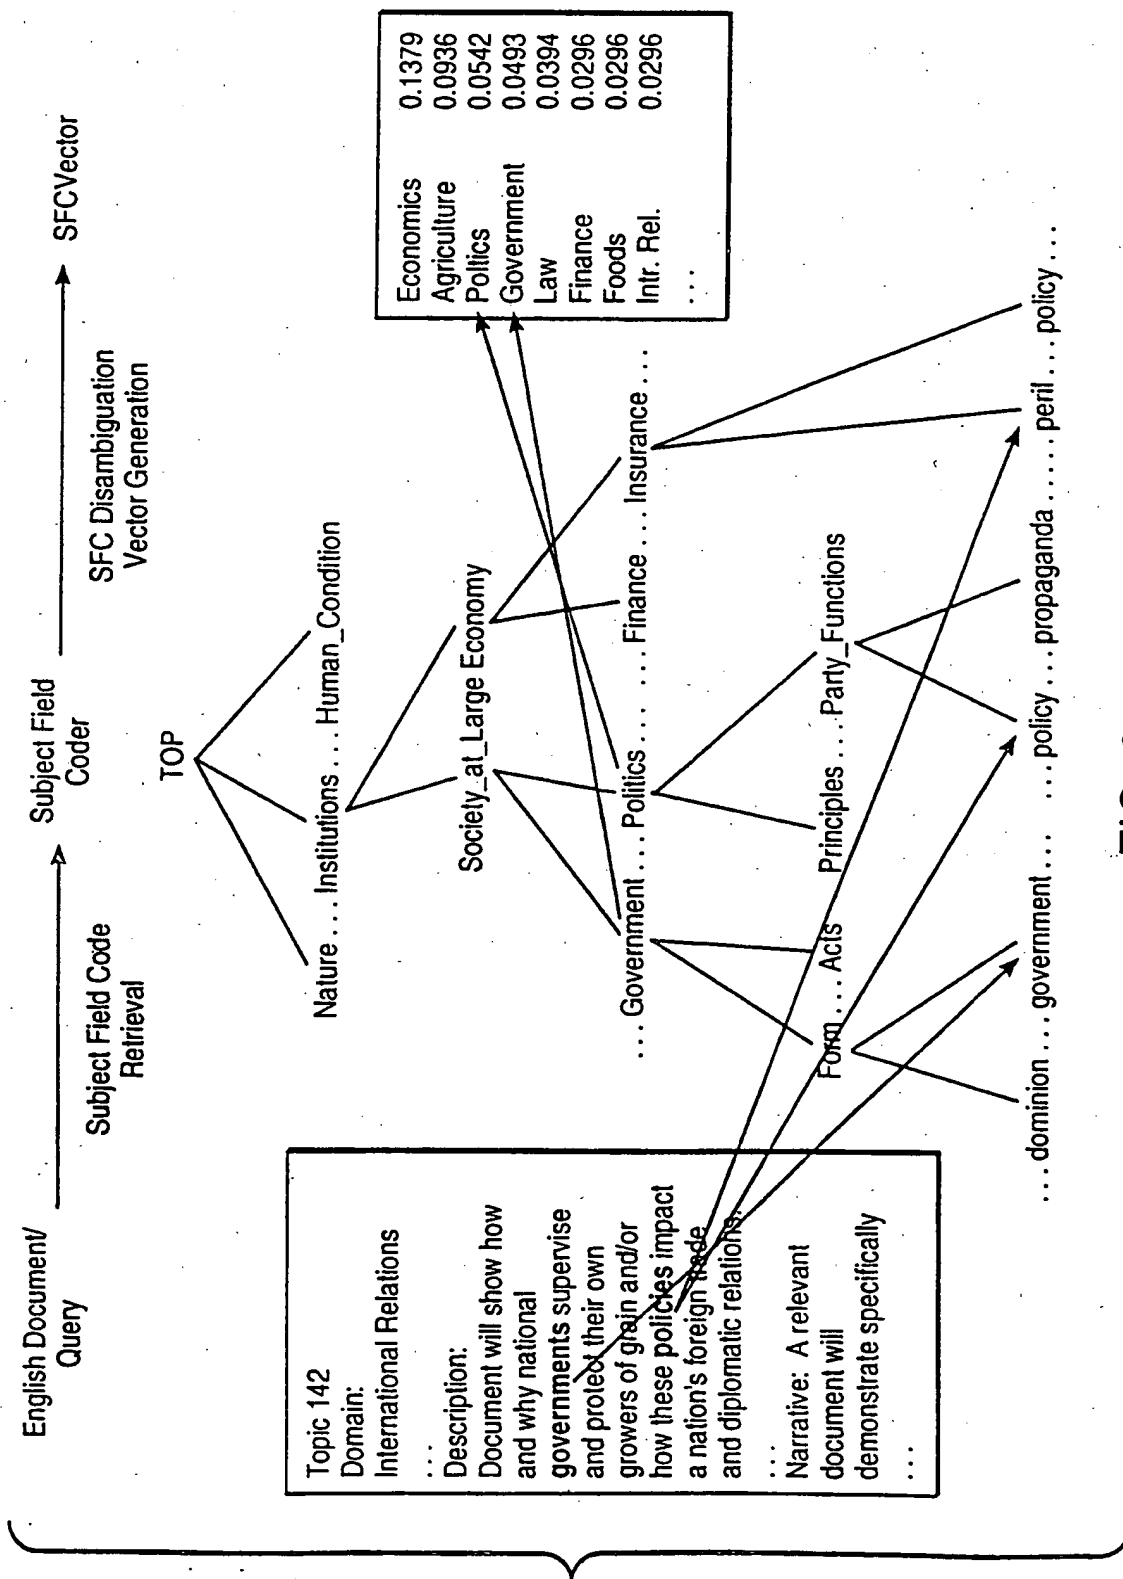 English Document/
Query
Subject Field Code
Retrieval
Subject Field
Coder
SFC Disambiguation
Vector Generation
SFCVector
TOP
Nature . . . Institutions . . . Human_Condition
Society_at_Large Economy
. . . Government . . . . Politics . . . . . . Finance . . . . Insurance . . .
Form . . . Acts Principles . . . . Party_Functions
. . . . dominion . . . government . . . . . . . policy . . . propaganda . . . . . peril . . . policy . . .
Topic 142
Domain:
International Relations
. . .
Description:
Document will show how
and why national
governments supervise
and protect their own
growers of grain and/or
how these policies impact
a nation's foreign trade
and diplomatic relations.
. . .
Narrative: A relevant
document will
demonstrate specifically
. . .
Economics 0.1379
Agriculture 0.0936
Poltics 0.0542
Government 0.0493
Law 0.0394
Finance 0.0296
Foods 0.0296
Intr. Rel. 0.0296
. . .